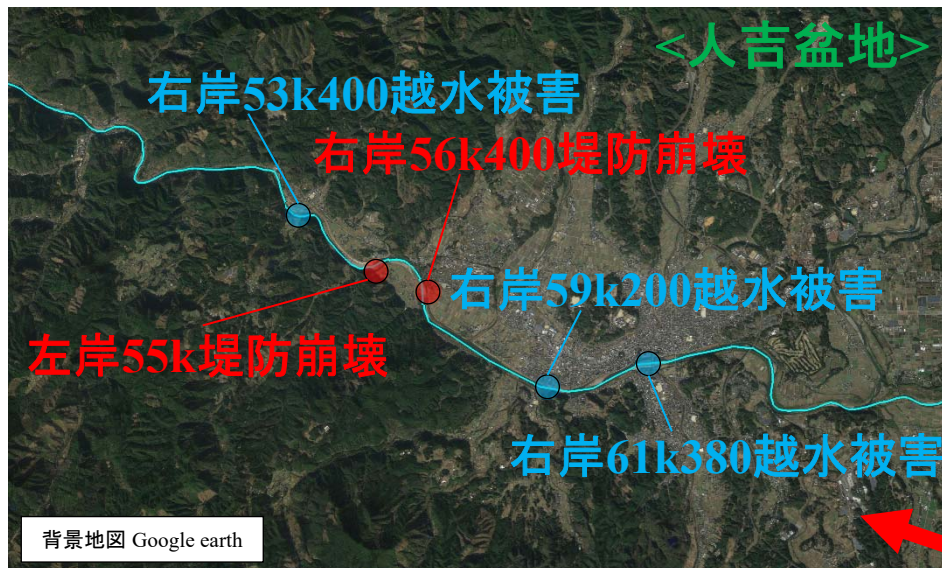 <人吉盆地>
右岸53k400越水被害
右岸56k400堤防崩壊
右岸59k200越水被害
左岸55k堤防崩壊
右岸61k380越水被害
背景地図 Google earth